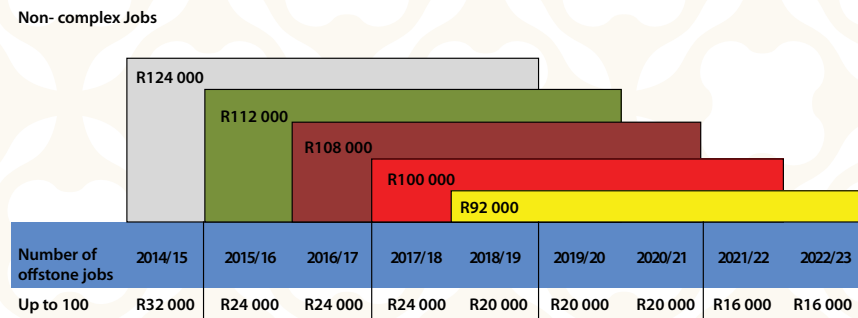 Non- complex Jobs
R124 000
R112 000
R108 000
R100 000
R92 000
Number of offstone jobs 2014/15 2015/16 2016/17 2017/18 2018/19 2019/20 2020/21 2021/22 2022/23
Up to 100 R32 000 R24 000 R24 000 R24 000 R20 000 R20 000 R20 000 R16 000 R16 000